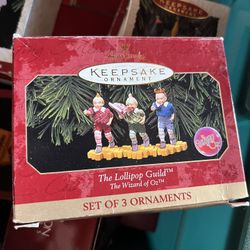 KEEPSAKE
ORNAMENT
The Lollipop Guild™
The Wizard of Oz™
SET OF 3 ORNAMENTS